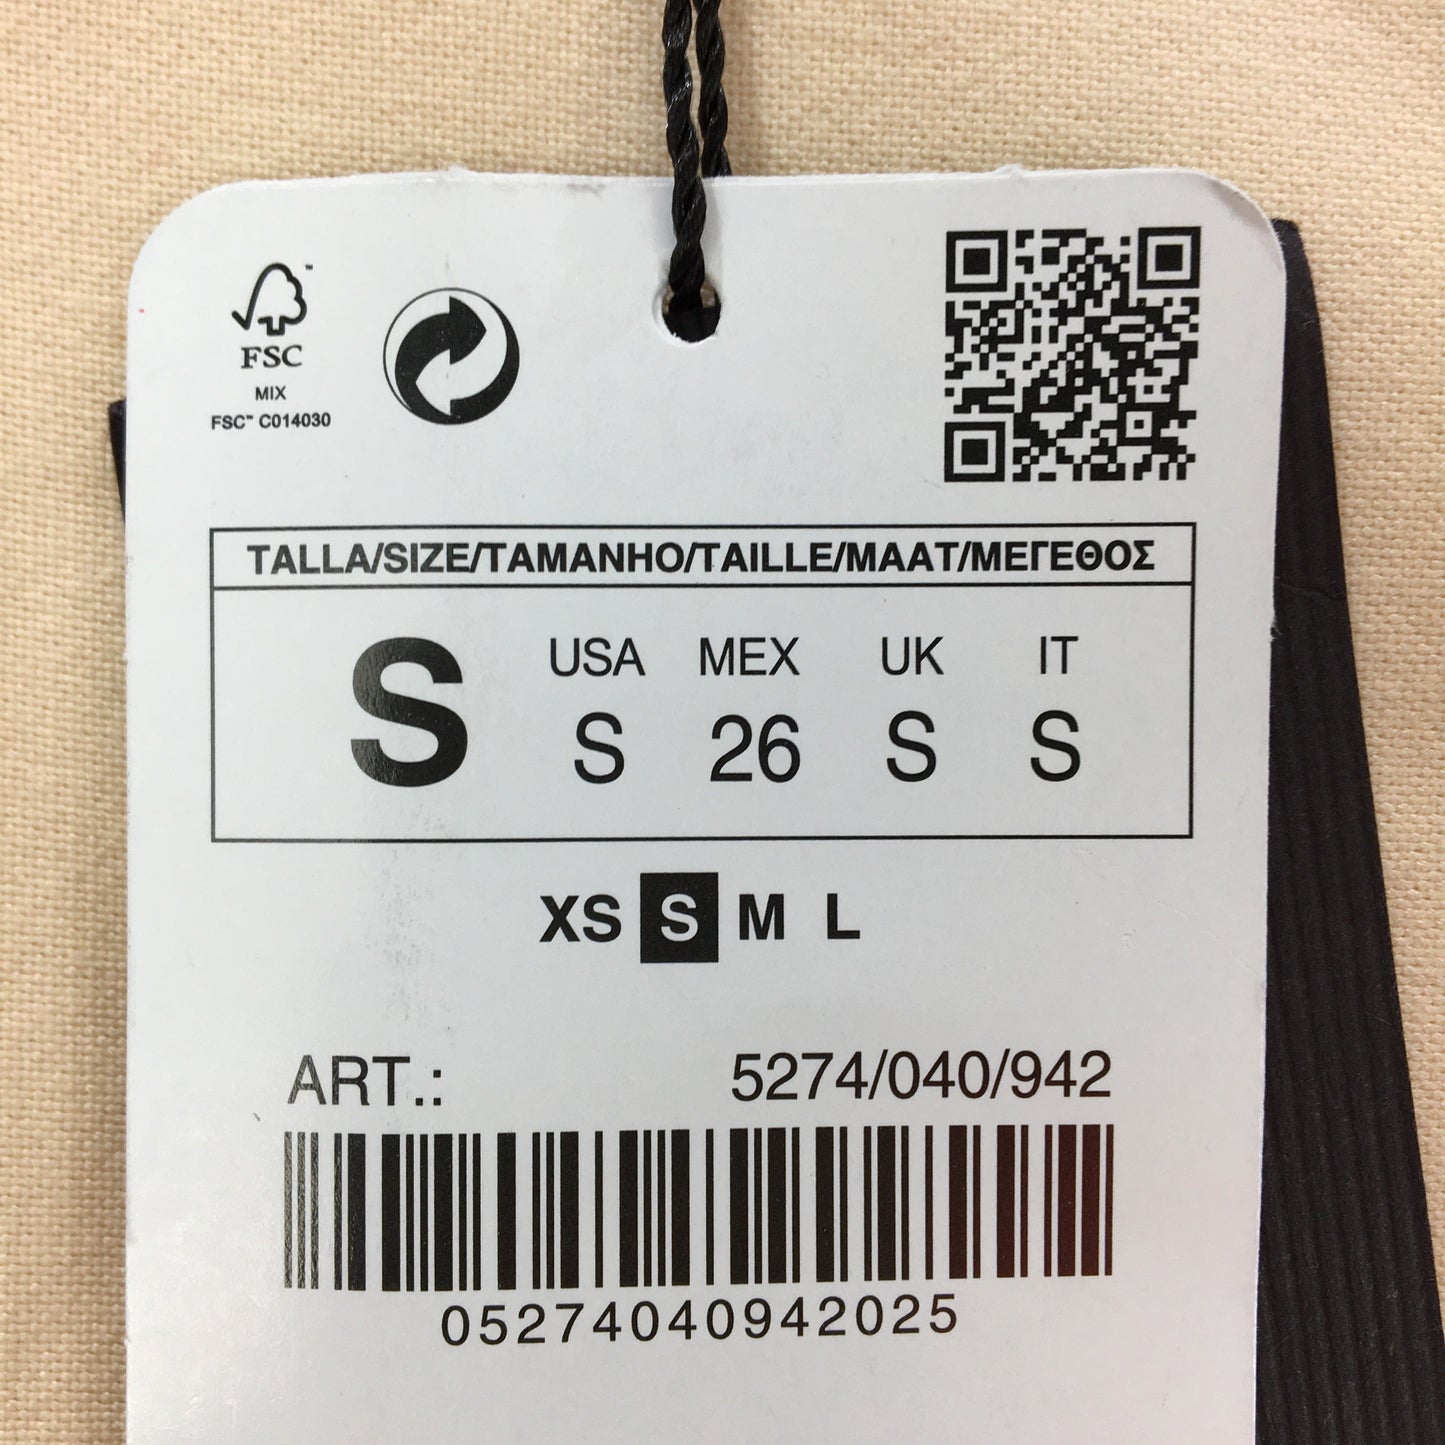 FSC
MIX
FSC™ C014030
TALLA/SIZE/TAMANHO/TAILLE/MAAT/ΜΕΓΕΘΟΣ
S USA MEX UK IT
S 26 S S
XS S M L
ART.: 5274/040/942
05274040942025